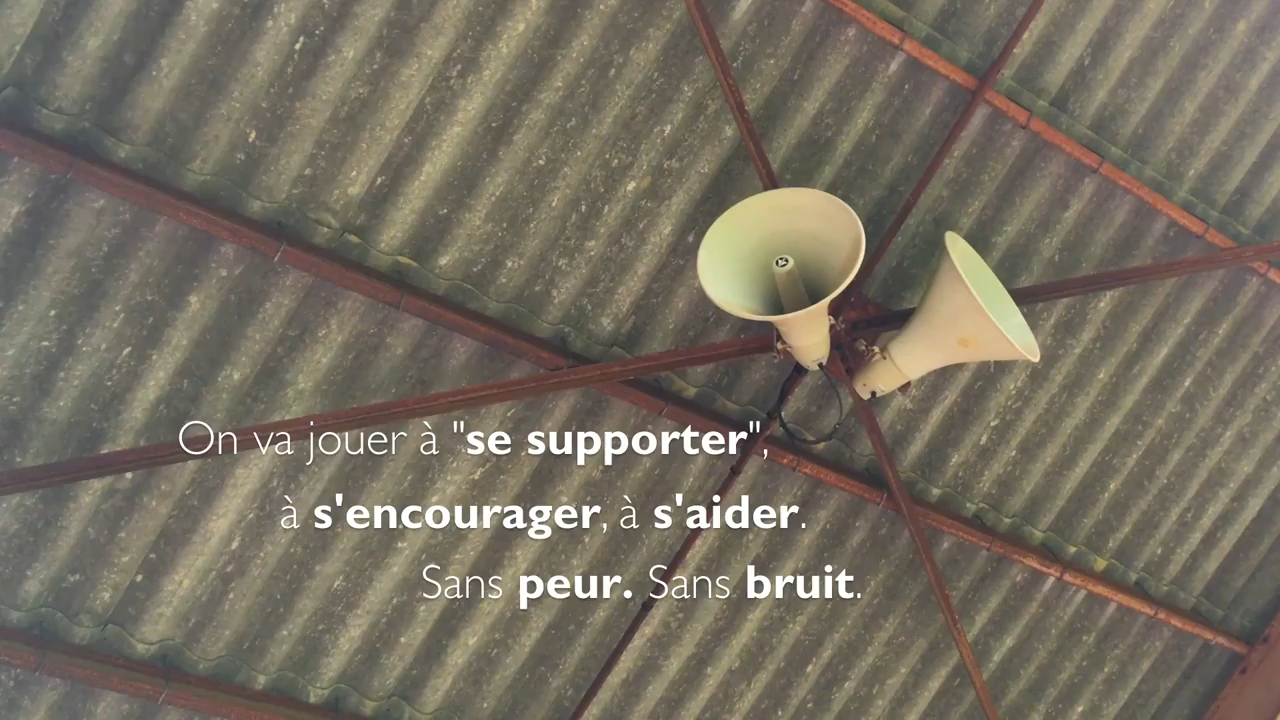 On va jouer à "se supporter",
à s'encourager, à s'aider.
Sans peur. Sans bruit.